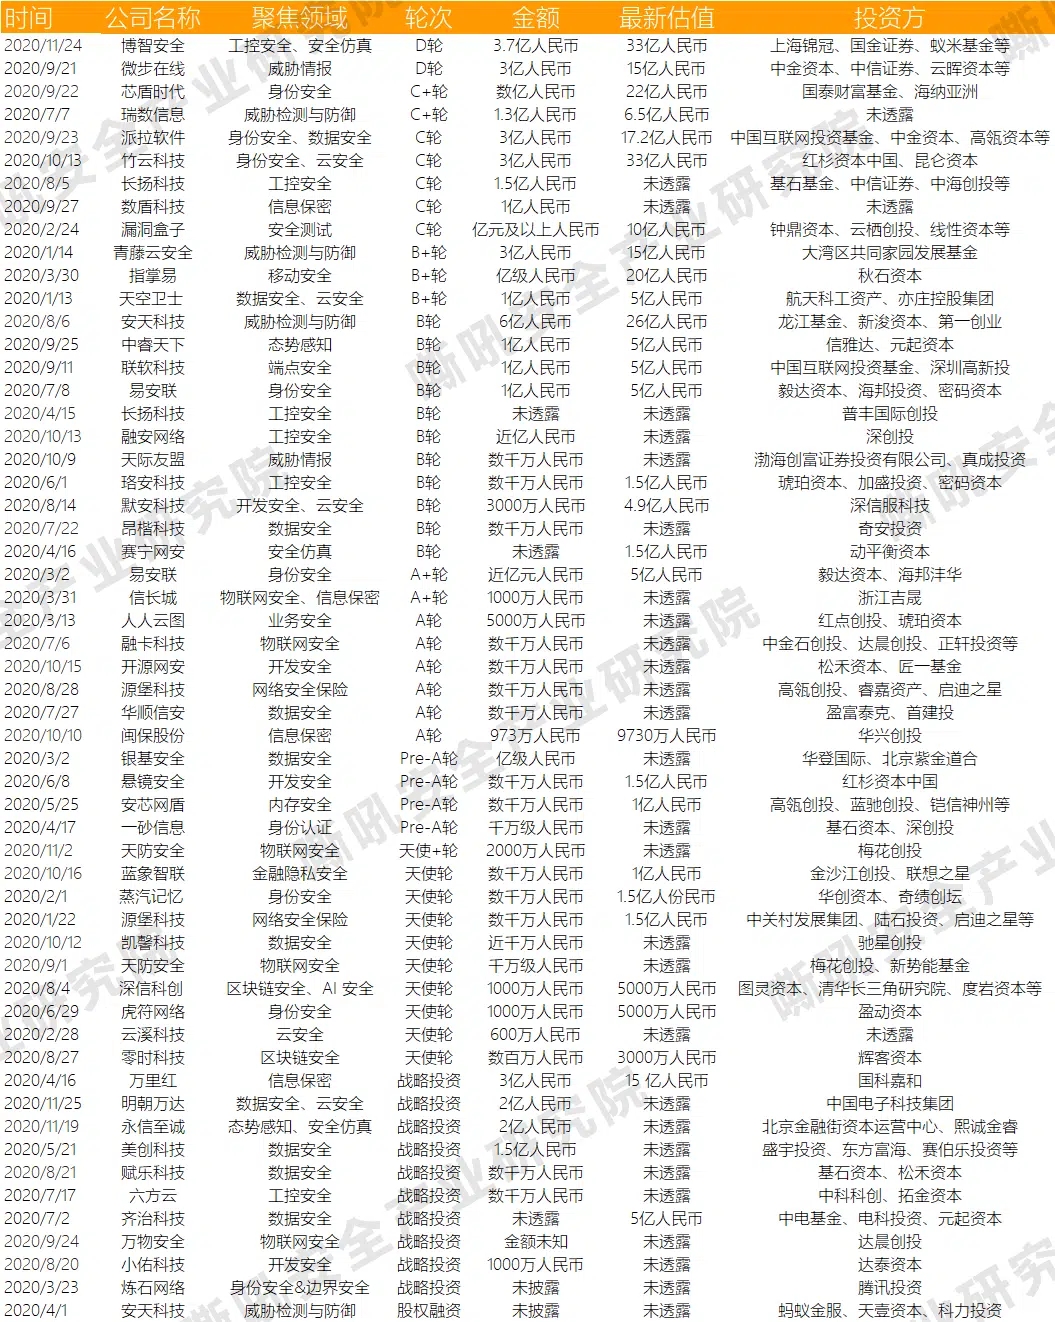 时间 公司名称 聚焦领域 轮次 金额 最新估值 投资方
2020/11/24 博智安全 工控安全、安全仿真 D轮 3.7亿人民币 33亿人民币 上海锦冠、国金证券、蚁米基金等
2020/9/21 微步在线 威胁情报 D轮 3亿人民币 15亿人民币 中金资本、中信证券、云晖资本等
2020/9/22 芯盾时代 身份安全 C+轮 数亿人民币 22亿人民币 国泰财富基金、海纳亚洲
2020/7/7 瑞数信息 威胁检测与防御 C+轮 1.3亿人民币 6.5亿人民币 未透露
2020/9/23 派拉软件 身份安全、数据安全 C轮 3亿人民币 17.2亿人民币 中国互联网投资基金、中金资本、高瓴资本等
2020/10/13 竹云科技 身份安全、云安全 C轮 3亿人民币 33亿人民币 红杉资本中国、昆仑资本
2020/8/5 长扬科技 工控安全 C轮 1.5亿人民币 未透露 基石基金、中信证券、中海创投等
2020/9/27 数盾科技 信息保密 C轮 1亿人民币 未透露 未透露
2020/2/24 漏洞盒子 安全测试 C轮 亿元及以上人民币 10亿人民币 钟鼎资本、云栖创投、线性资本等
2020/1/14 青藤云安全 威胁检测与防御 B+轮 3亿人民币 15亿人民币 大湾区共同家园发展基金
2020/3/30 指掌易 移动安全 B+轮 亿级人民币 20亿人民币 秋石资本
2020/1/13 天空卫士 数据安全、云安全 B+轮 1亿人民币 5亿人民币 航天科工资产、亦庄控股集团
2020/8/6 安天科技 威胁检测与防御 B轮 6亿人民币 26亿人民币 龙江基金、新浚资本、第一创业
2020/9/25 中睿天下 态势感知 B轮 1亿人民币 5亿人民币 信雅达、元起资本
2020/9/11 联软科技 端点安全 B轮 1亿人民币 5亿人民币 中国互联网投资基金、深圳高新投
2020/7/8 易安联 身份安全 B轮 1亿人民币 5亿人民币 毅达资本、海邦投资、密码资本
2020/4/15 长扬科技 工控安全 B轮 未透露 未透露 普丰国际创投
2020/10/13 融安网络 工控安全 B轮 近亿人民币 未透露 深创投
2020/10/9 天际友盟 威胁情报 B轮 数千万人民币 未透露 渤海创富证券投资有限公司、真成投资
2020/6/1 珞安科技 工控安全 B轮 数千万人民币 1.5亿人民币 琥珀资本、加盛投资、密码资本
2020/8/14 默安科技 开发安全、云安全 B轮 3000万人民币 4.9亿人民币 深信服科技
2020/7/22 昂楷科技 数据安全 B轮 数千万人民币 未透露 奇安投资
2020/4/16 赛宁网安 安全仿真 B轮 未透露 1.5亿人民币 动平衡资本
2020/3/2 易安联 身份安全 A+轮 近亿元人民币 5亿人民币 毅达资本、海邦沣华
2020/3/31 信长城 物联网安全、信息保密 A+轮 1000万人民币 未透露 浙江吉晟
2020/3/13 人人云图 业务安全 A轮 5000万人民币 未透露 红点创投、琥珀资本
2020/7/6 融卡科技 物联网安全 A轮 数千万人民币 未透露 中金石创投、达晨创投、正轩投资等
2020/10/15 开源网安 开发安全 A轮 数千万人民币 未透露 松禾资本、匠一基金
2020/8/28 源堡科技 网络安全保险 A轮 数千万人民币 未透露 高瓴创投、睿嘉资产、启迪之星
2020/7/27 华顺信安 数据安全 A轮 数千万人民币 未透露 盈富泰克、首建投
2020/10/10 闽保股份 信息保密 A轮 973万人民币 9730万人民币 华兴创投
2020/3/2 银基安全 数据安全 Pre-A轮 亿级人民币 未透露 华登国际、北京紫金道合
2020/6/8 悬镜安全 开发安全 Pre-A轮 数千万人民币 1.5亿人民币 红杉资本中国
2020/5/25 安芯网盾 内存安全 Pre-A轮 数千万人民币 1亿人民币 高瓴创投、蓝驰创投、铠信神州等
2020/4/17 一砂信息 身份认证 Pre-A轮 千万级人民币 未透露 基石资本、深创投
2020/11/2 天防安全 物联网安全 天使+轮 2000万人民币 未透露 梅花创投
2020/10/16 蓝象智联 金融隐私安全 天使轮 数千万人民币 1亿人民币 金沙江创投、联想之星
2020/2/1 蒸汽记忆 身份安全 天使轮 数千万人民币 1.5亿人份民币 华创资本、奇绩创坛
2020/1/22 源堡科技 网络安全保险 天使轮 数千万人民币 1.5亿人民币 中关村发展集团、陆石投资、启迪之星等
2020/10/12 凯馨科技 数据安全 天使轮 近千万人民币 未透露 驰星创投
2020/9/1 天防安全 物联网安全 天使轮 千万级人民币 未透露 梅花创投、新势能基金
2020/8/4 深信科创 区块链安全、AI 安全 天使轮 1000万人民币 5000万人民币 图灵资本、清华长三角研究院、度岩资本等
2020/6/29 虎符网络 身份安全 天使轮 1000万人民币 5000万人民币 盈动资本
2020/2/28 云溪科技 云安全 天使轮 600万人民币 未透露 未透露
2020/8/27 零时科技 区块链安全 天使轮 数百万人民币 3000万人民币 辉客资本
2020/4/16 万里红 信息保密 战略投资 3亿人民币 15 亿人民币 国科嘉和
2020/11/25 明朝万达 数据安全、云安全 战略投资 2亿人民币 未透露 中国电子科技集团
2020/11/19 永信至诚 态势感知、安全仿真 战略投资 2亿人民币 未透露 北京金融街资本运营中心、熙诚金睿
2020/5/21 美创科技 数据安全 战略投资 1.5亿人民币 未透露 盛宇投资、东方富海、赛伯乐投资等
2020/8/21 赋乐科技 数据安全 战略投资 数千万人民币 未透露 基石资本、松禾资本
2020/7/17 六方云 工控安全 战略投资 数千万人民币 未透露 中科科创、拓金资本
2020/7/2 齐治科技 数据安全 战略投资 未透露 5亿人民币 中电基金、电科投资、元起资本
2020/9/24 万物安全 物联网安全 战略投资 金额未知 未透露 达晨创投
2020/8/20 小佑科技 开发安全 战略投资 1000万人民币 未透露 达泰资本
2020/3/23 炼石网络 身份安全&边界安全 战略投资 未披露 未透露 腾讯投资
2020/4/1 安天科技 威胁检测与防御 股权融资 未披露 未透露 蚂蚁金服、天壹资本、科力投资